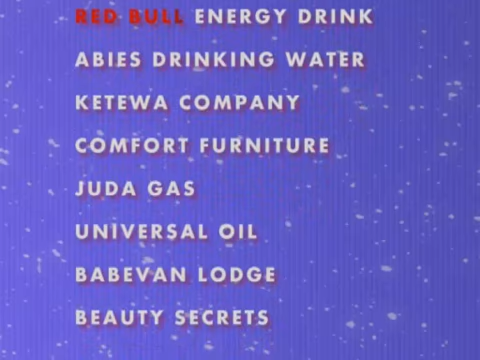 RED BULL ENERGY DRINK
ABIES DRINKING WATER
KETEWA COMPANY
COMFORT FURNITURE
JUDA GAS
UNIVERSAL OIL
BABEVAN LODGE
BEAUTY SECRETS